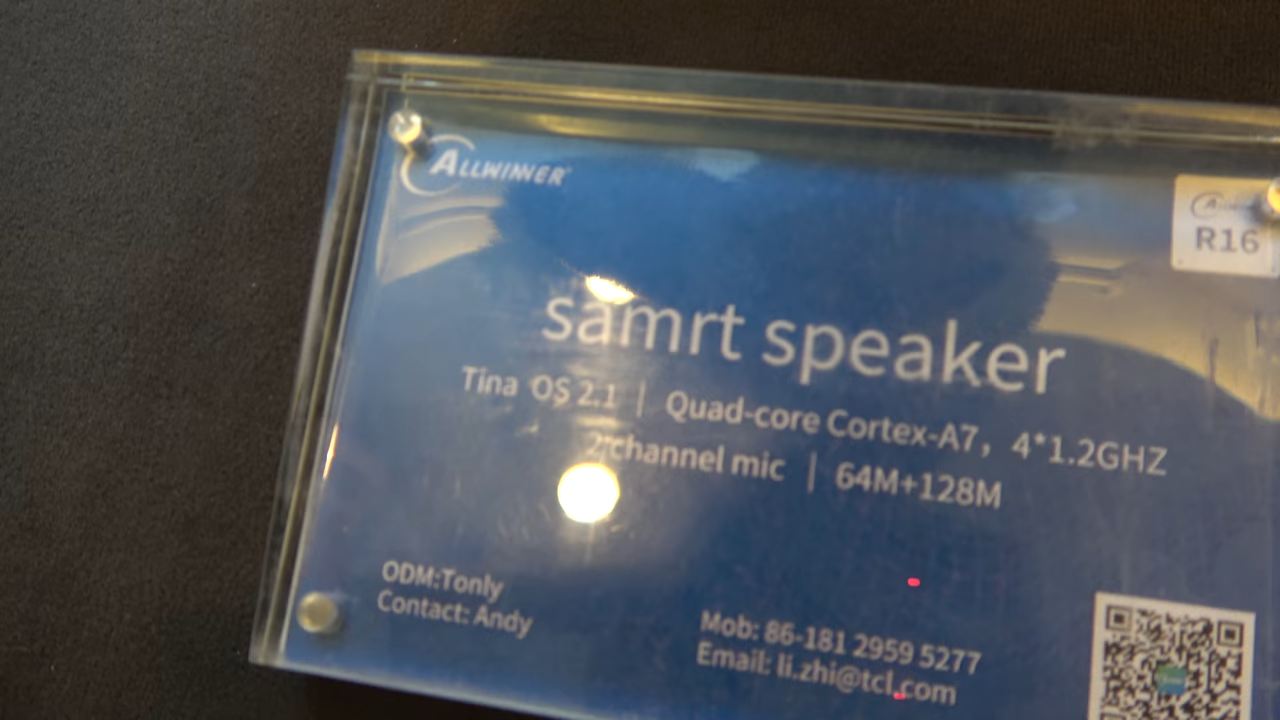 ALLWINNER
R16
samrt speaker
Tina OS 2.1 | Quad-core Cortex-A7, 4*1.2GHZ
2*channel mic | 64M+128M
ODM:Tonly
Contact: Andy
Mob: 86-181 2959 5277
Email: li.zhi@tcl.com